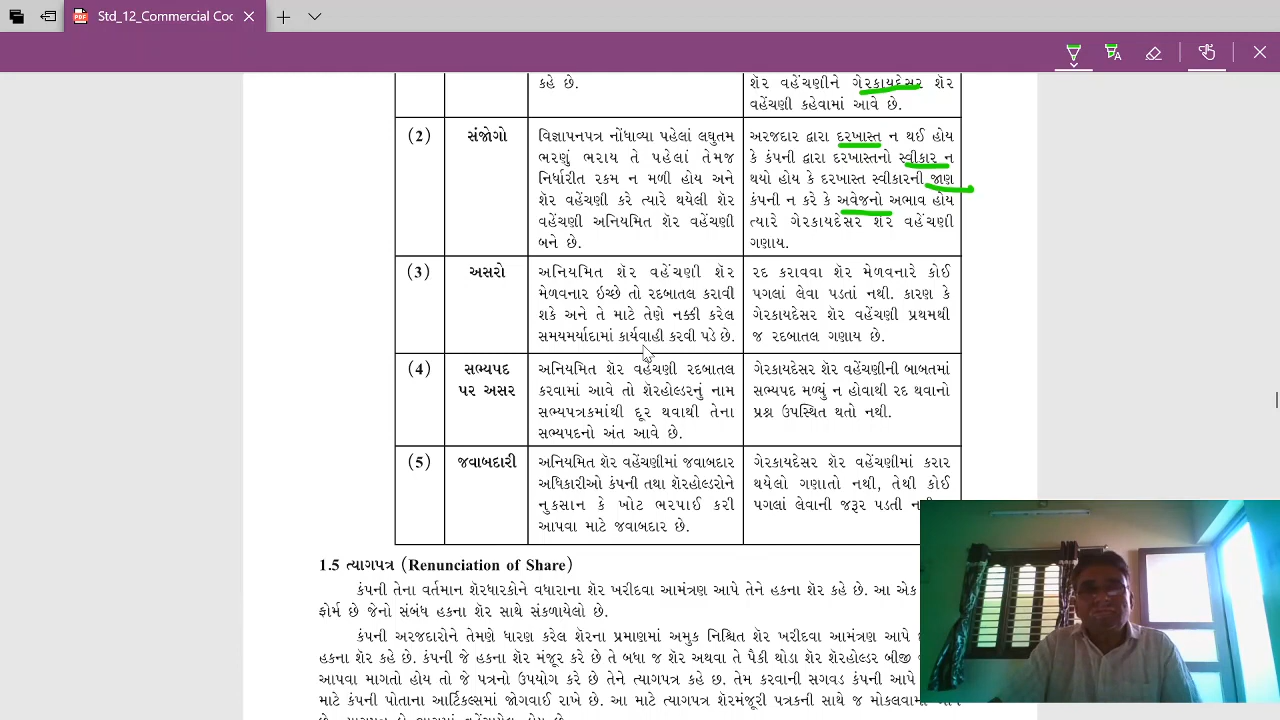 Std_12_Commercial Coo
કહે છે.
શૅર વહેંચણીને ગેરકાયદેસર શૅર
વહેંચણી કહેવામાં આવે છે.
(2) સંજોગો
વિજ્ઞાપનપત્ર નોંધાવ્યા પહેલાં લઘુતમ
ભરણું ભરાય તે પહેલાં તેમજ
નિર્ધારીત રકમ ન મળી હોય અને
શૅર વહેંચણી કરે ત્યારે થયેલી શૅર
વહેંચણી અનિયમિત શૅર વહેંચણી
બને છે.
અરજદાર દ્વારા દરખાસ્ત ન થઈ હોય
કે કંપની દ્વારા દરખાસ્તનો સ્વીકાર ન
થયો હોય કે દરખાસ્ત સ્વીકારની જાણ
કંપની ન કરે કે અવેજનો અભાવ હોય
ત્યારે ગેરકાયદેસર શૅર વહેંચણી
ગણાય.
(3) અસરો
અનિયમિત શૅર વહેંચણી શૅર
મેળવનાર ઇચ્છે તો રદબાતલ કરાવી
શકે અને તે માટે તેણે નક્કી કરેલ
સમયમર્યાદામાં કાર્યવાહી કરવી પડે છે.
રદ કરાવવા શૅર મેળવનારે કોઈ
પગલાં લેવા પડતાં નથી. કારણ કે
ગેરકાયદેસર શૅર વહેંચણી પ્રથમથી
જ રદબાતલ ગણાય છે.
(4) સભ્યપદ
પર અસર
અનિયમિત શૅર વહેંચણી રદબાતલ
કરવામાં આવે તો શૅરહોલ્ડરનું નામ
સભ્યપત્રકમાંથી દૂર થવાથી તેના
સભ્યપદનો અંત આવે છે.
ગેરકાયદેસર શૅર વહેંચણીની બાબતમાં
સભ્યપદ મળ્યું ન હોવાથી રદ થવાનો
પ્રશ્ન ઉપસ્થિત થતો નથી.
(5) જવાબદારી
અનિયમિત શૅર વહેંચણીમાં જવાબદાર
અધિકારીઓ કંપની તથા શૅરહોલ્ડરોને
નુકસાન કે ખોટ ભરપાઈ કરી
આપવા માટે જવાબદાર છે.
ગેરકાયદેસર શૅર વહેંચણીમાં કરાર
થયેલો ગણાતો નથી, તેથી કોઈ
પગલાં લેવાની જરૂર પડતી
1.5 ત્યાગપત્ર (Renunciation of Share)
કંપની તેના વર્તમાન શૅરધારકોને વધારાના શૅર ખરીદવા આમંત્રણ આપે તેને હકના શૅર કહે છે. આ એક
ફોર્મ છે જેનો સંબંધ હકના શૅર સાથે સંકળાયેલો છે.
કંપની અરજદારોને તેમણે ધારણ કરેલ શૅરના પ્રમાણમાં અમુક નિશ્ચિત શૅર ખરીદવા આમંત્રણ આપે
હકના શૅર કહે છે. કંપની જે હકના શૅર મંજૂર કરે છે તે બધા જ શૅર અથવા તે પૈકી થોડા શૅર શૅરહોલ્ડર બીજી
આપવા માગતો હોય તો જે પત્રનો ઉપયોગ કરે છે તેને ત્યાગપત્ર કહે છે. તેમ કરવાની સગવડ કંપની આપે
માટે કંપની પોતાના આર્ટિકલ્સમાં જોગવાઈ રાખે છે. આ માટે ત્યાગપત્ર શૅરમંજૂરી પત્રકની સાથે જ મોકલવામાં